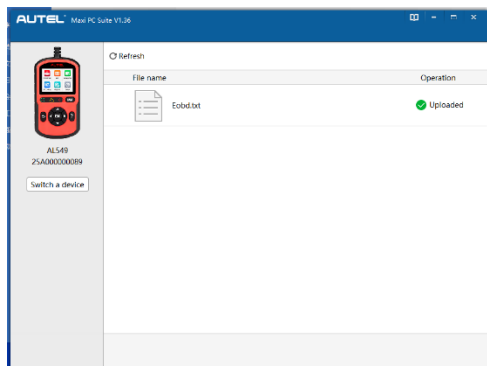 AUTEL Maxi PC Suite V1.36
Refresh
File name Operation
Eobd.txt Uploaded
AL549
25A000000089
Switch a device